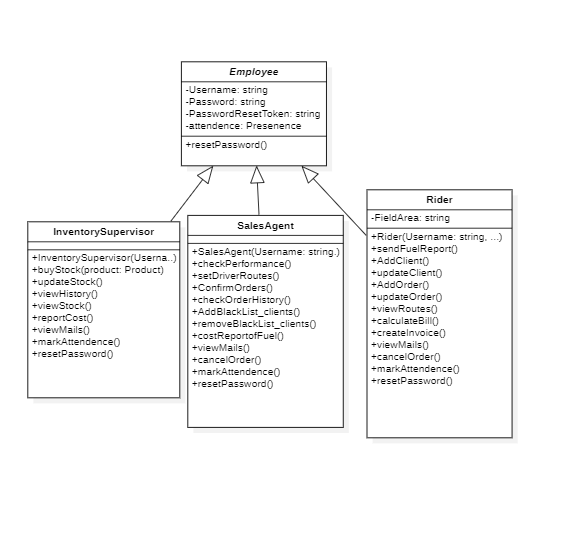 Employee
-Username: string
-Password: string
-PasswordResetToken: string
-attendence: Presenence
+resetPassword()
InventorySupervisor
+InventorySupervisor(Userna..)
+buyStock(product: Product)
+updateStock()
+viewHistory()
+viewStock()
+reportCost()
+viewMails()
+markAttendence()
+resetPassword()
SalesAgent
+SalesAgent(Username: string.)
+checkPerformance()
+setDriverRoutes()
+ConfirmOrders()
+checkOrderHistory()
+AddBlackList_clients()
+removeBlackList_clients()
+costReportofFuel()
+viewMails()
+cancelOrder()
+markAttendence()
+resetPassword()
Rider
-FieldArea: string
+Rider(Username: string, ...)
+sendFuelReport()
+AddClient()
+updateClient()
+AddOrder()
+updateOrder()
+viewRoutes()
+calculateBill()
+createInvoice()
+viewMails()
+cancelOrder()
+markAttendence()
+resetPassword()